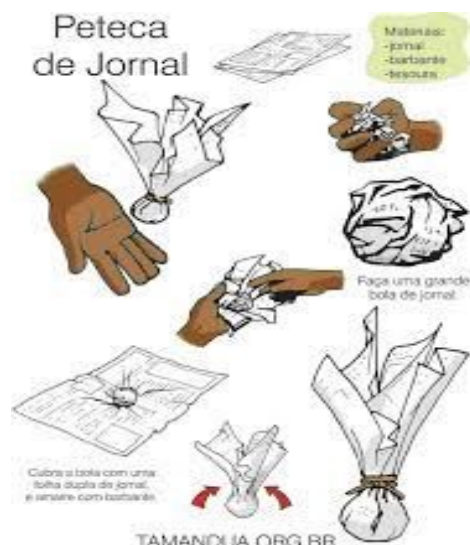 Peteca
de Jornal
Materiais:
-jornal
-barbante
-tesoura
Faça uma grande
bola de jornal.
Cubra a bola com uma
folha dupla de jornal,
e amarre com barbante.
TAMANDUA.ORG.BR